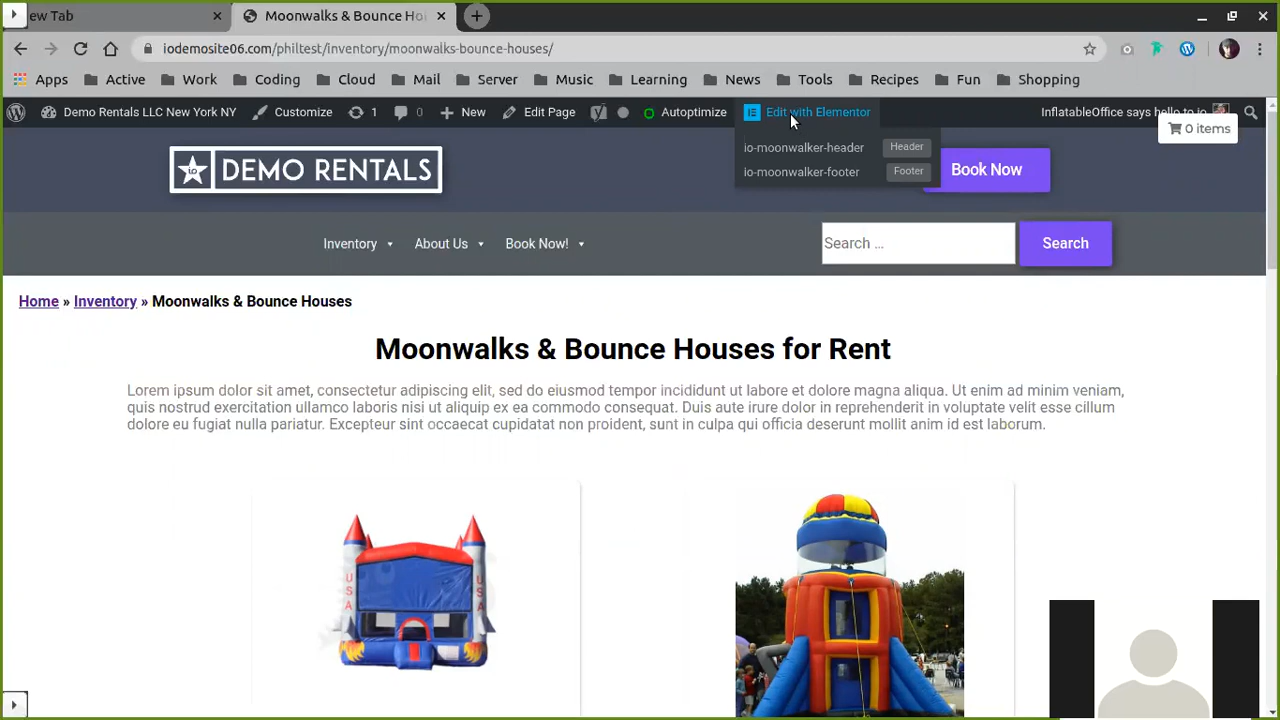 ew Tab
Moonwalks & Bounce Ho
iodemosite06.com/philtest/inventory/moonwalks-bounce-houses/
Apps Active Work Coding Cloud Mail Server Music Learning News Tools Recipes Fun Shopping
Demo Rentals LLC New York NY Customize 1 0 New Edit Page Autoptimize Edit with Elementor InflatableOffice says hello to io
0 items
io-moonwalker-header Header
io-moonwalker-footer Footer
io DEMO RENTALS
Book Now
Inventory About Us Book Now! Search ... Search
Home » Inventory » Moonwalks & Bounce Houses
Moonwalks & Bounce Houses for Rent
Lorem ipsum dolor sit amet, consectetur adipiscing elit, sed do eiusmod tempor incididunt ut labore et dolore magna aliqua. Ut enim ad minim veniam,
quis nostrud exercitation ullamco laboris nisi ut aliquip ex ea commodo consequat. Duis aute irure dolor in reprehenderit in voluptate velit esse cillum
dolore eu fugiat nulla pariatur. Excepteur sint occaecat cupidatat non proident, sunt in culpa qui officia deserunt mollit anim id est laborum.
USA USA